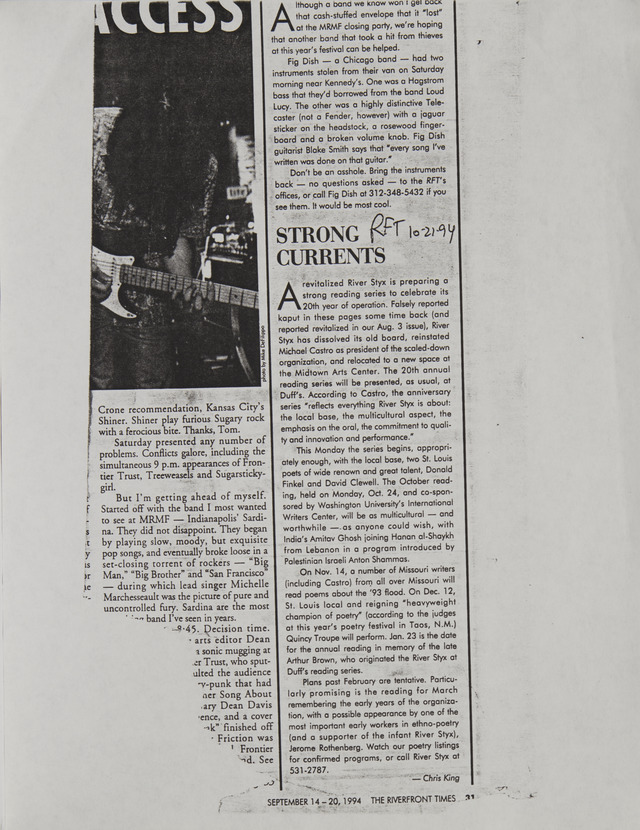 ACCESS
photo by Mike DeFilippo
Crone recommendation, Kansas City's
Shiner. Shiner play furious Sugary rock
with a ferocious bite. Thanks, Tom.
Saturday presented any number of
problems. Conflicts galore, including the
simultaneous 9 p.m. appearances of Fron-
tier Trust, Treeweasels and Sugarsticky-
girl.
But I'm getting ahead of myself.
Started off with the band I most wanted
to see at MRMF — Indianapolis' Sardi-
na. They did not disappoint. They began
by playing slow, moody, but exquisite
pop songs, and eventually broke loose in a
set-closing torrent of rockers — "Big
Man," "Big Brother" and "San Francisco"
— during which lead singer Michelle
Marchesseault was the picture of pure and
uncontrolled fury. Sardina are the most
band I've seen in years.
8:45. Decision time.
arts editor Dean
a sonic mugging at
er Trust, who sput-
ulted the audience
y-punk that had
ner Song About
ary Dean Davis
ence, and a cover
k" finished off
Friction was
Frontier
d. See
Although a band we know won't get back
that cash-stuffed envelope that it "lost"
at the MRMF closing party, we're hoping
that another band that took a hit from thieves
at this year's festival can be helped.
Fig Dish — a Chicago band — had two
instruments stolen from their van on Saturday
morning near Kennedy's. One was a Hagstrom
bass that they'd borrowed from the band Loud
Lucy. The other was a highly distinctive Tele-
caster (not a Fender, however) with a jaguar
sticker on the headstock, a rosewood finger-
board and a broken volume knob. Fig Dish
guitarist Blake Smith says that "every song I've
written was done on that guitar."
Don't be an asshole. Bring the instruments
back — no questions asked — to the RFT's
offices, or call Fig Dish at 312-348-5432 if you
see them. It would be most cool.
STRONG RFT 10-21-94
CURRENTS
A revitalized River Styx is preparing a
strong reading series to celebrate its
20th year of operation. Falsely reported
kaput in these pages some time back (and
reported revitalized in our Aug. 3 issue), River
Styx has dissolved its old board, reinstated
Michael Castro as president of the scaled-down
organization, and relocated to a new space at
the Midtown Arts Center. The 20th annual
reading series will be presented, as usual, at
Duff's. According to Castro, the anniversary
series "reflects everything River Styx is about:
the local base, the multicultural aspect, the
emphasis on the oral, the commitment to quali-
ty and innovation and performance."
This Monday the series begins, appropri-
ately enough, with the local base, two St. Louis
poets of wide renown and great talent, Donald
Finkel and David Clewell. The October read-
ing, held on Monday, Oct. 24, and co-spon-
sored by Washington University's International
Writers Center, will be as multicultural — and
worthwhile — as anyone could wish, with
India's Amitav Ghosh joining Hanan al-Shaykh
from Lebanon in a program introduced by
Palestinian Israeli Anton Shammas.
On Nov. 14, a number of Missouri writers
(including Castro) from all over Missouri will
read poems about the '93 flood. On Dec. 12,
St. Louis local and reigning "heavyweight
champion of poetry" (according to the judges
at this year's poetry festival in Taos, N.M.)
Quincy Troupe will perform. Jan. 23 is the date
for the annual reading in memory of the late
Arthur Brown, who originated the River Styx at
Duff's reading series.
Plans past February are tentative. Particu-
larly promising is the reading for March
remembering the early years of the organiza-
tion, with a possible appearance by one of the
most important early workers in ethno-poetry
(and a supporter of the infant River Styx),
Jerome Rothenberg. Watch our poetry listings
for confirmed programs, or call River Styx at
531-2787.
— Chris King
SEPTEMBER 14 – 20, 1994 THE RIVERFRONT TIMES 31